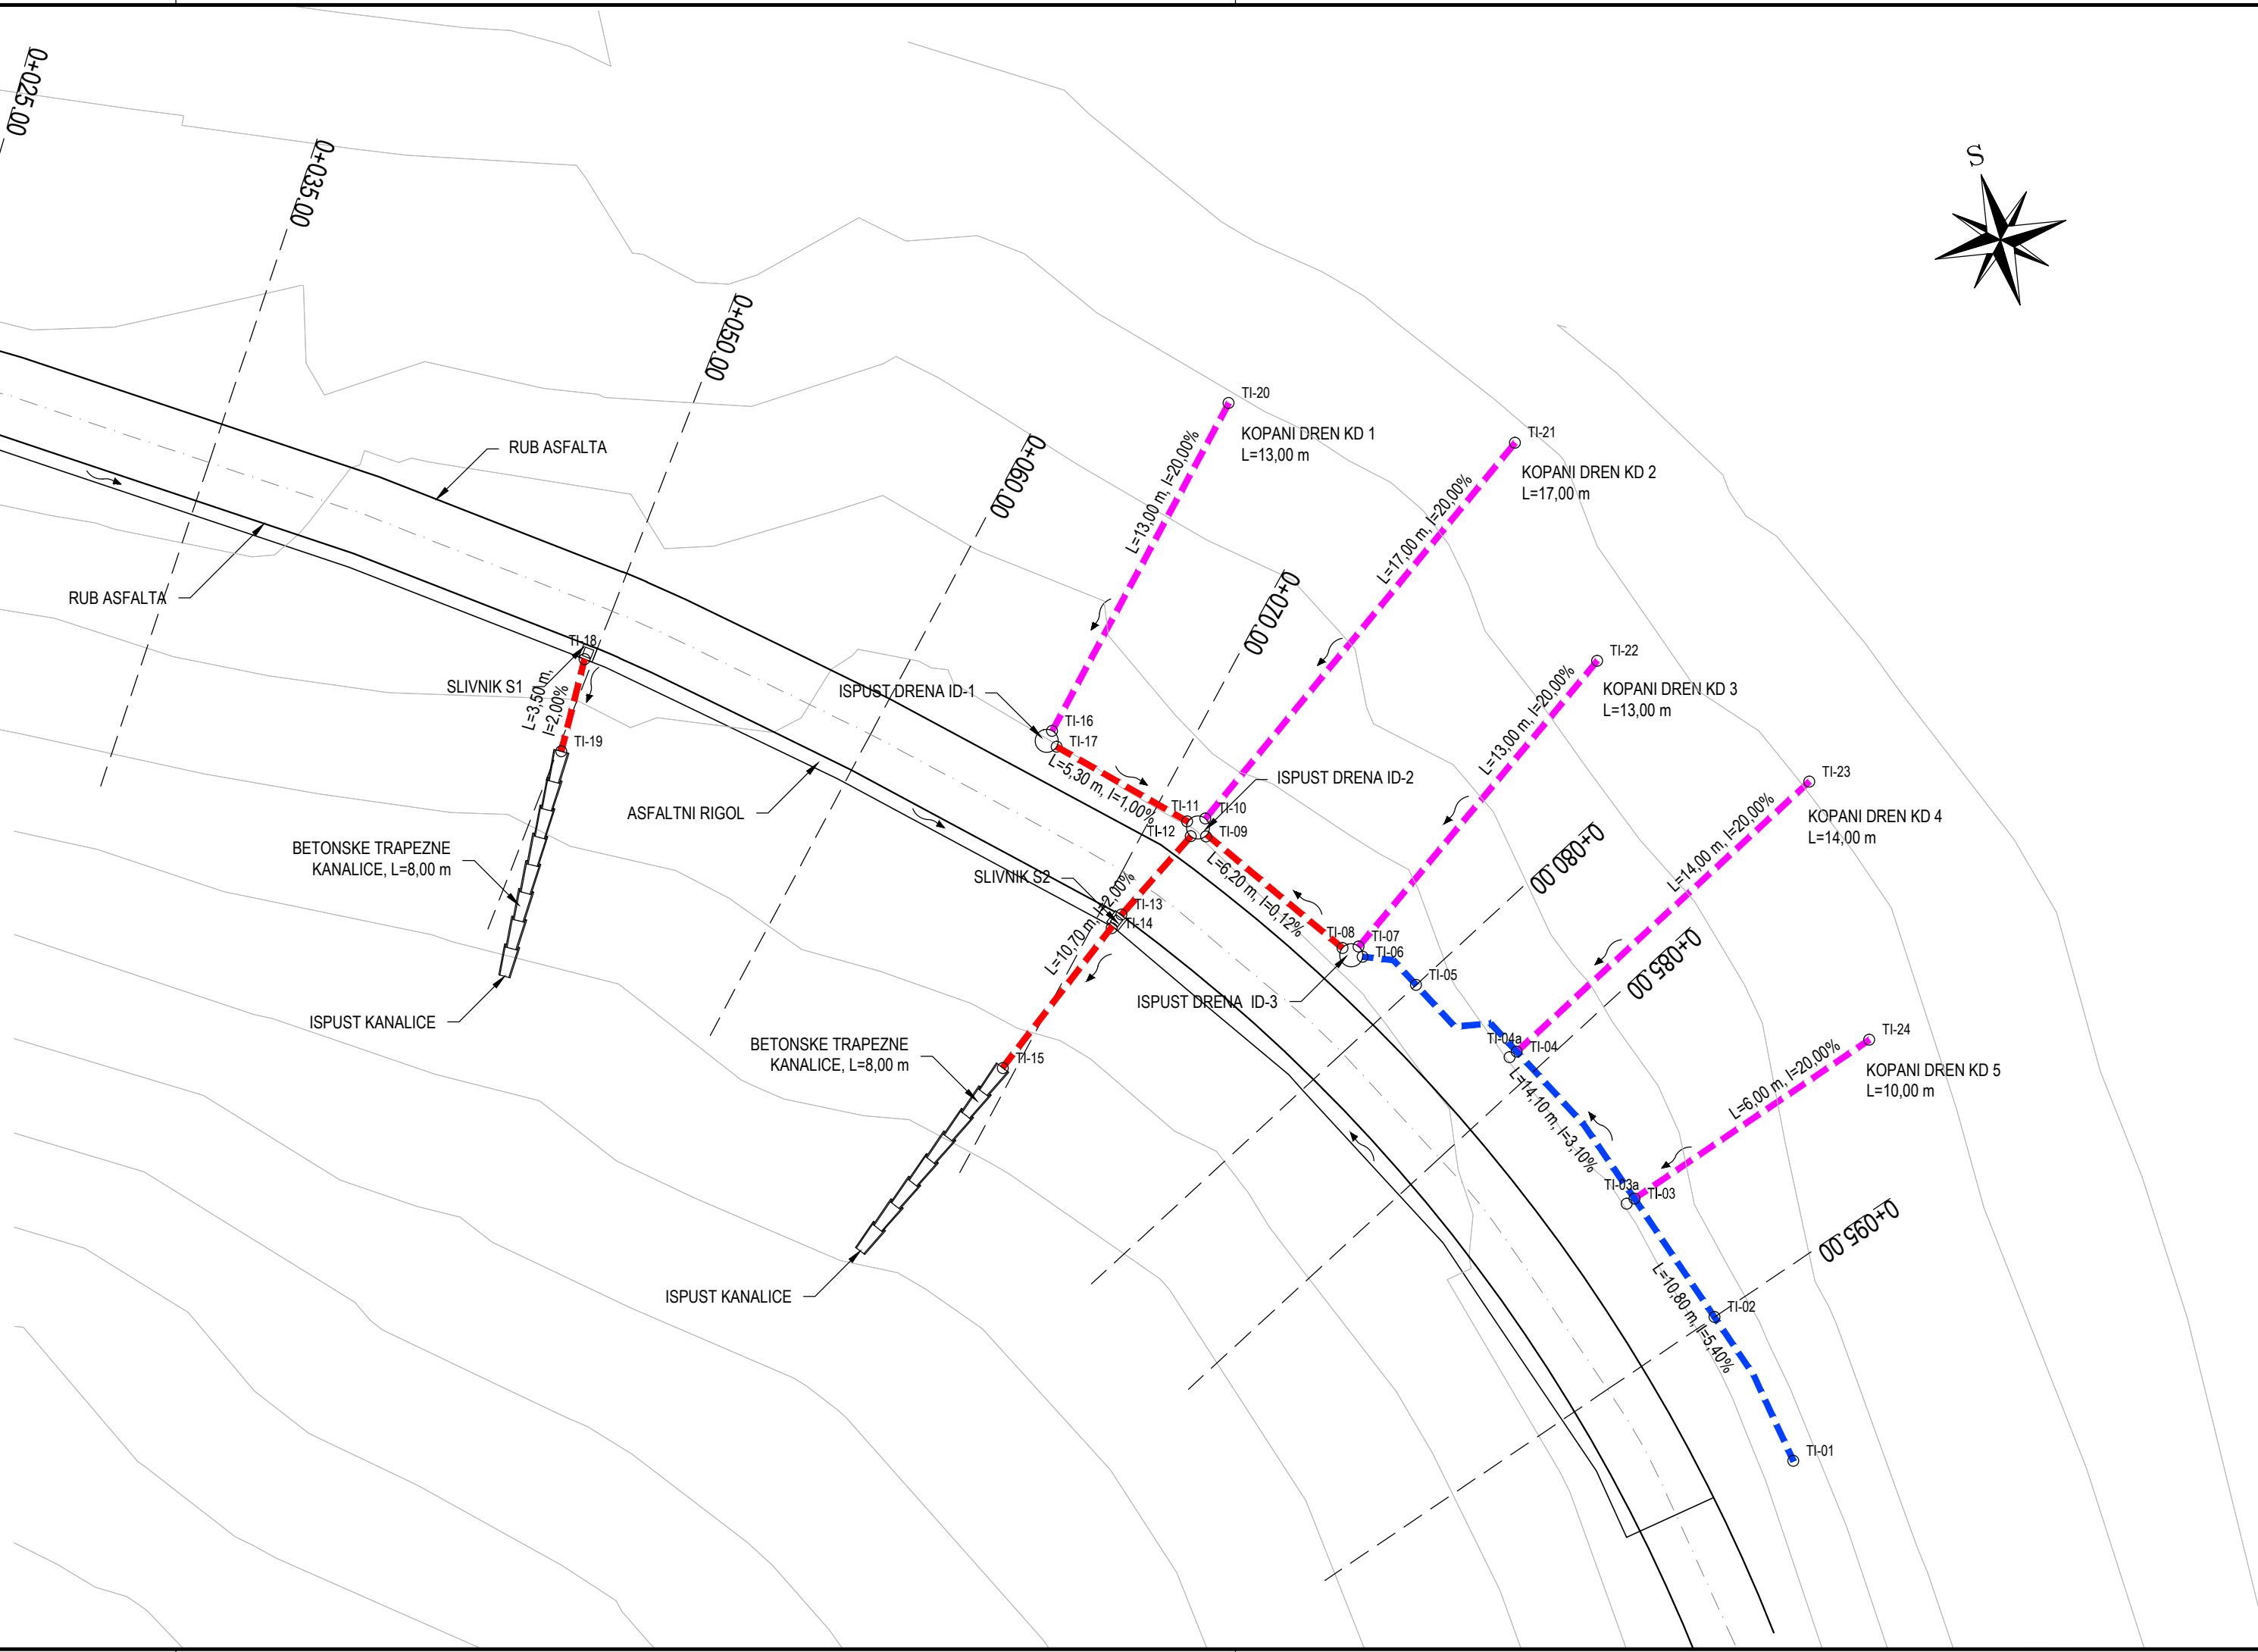 0+025.00
0+035.00
0+050.00
0+060.00
0+070.00
0+080.00
0+085.00
0+095.00
S
RUB ASFALTA
RUB ASFALTA
TI-18
SLIVNIK S1
L=3,50 m,
I=2,00%
TI-19
BETONSKE TRAPEZNE
KANALICE, L=8,00 m
ISPUST KANALICE
ASFALTNI RIGOL
TI-20
KOPANI DREN KD 1
L=13,00 m
L=13,00 m, I=20,00%
TI-21
KOPANI DREN KD 2
L=17,00 m
L=17,00 m, I=20,00%
TI-22
KOPANI DREN KD 3
L=13,00 m
L=13,00 m, I=20,00%
TI-23
KOPANI DREN KD 4
L=14,00 m
L=14,00 m, I=20,00%
TI-24
KOPANI DREN KD 5
L=10,00 m
L=6,00 m, I=20,00%
ISPUST DRENA ID-1
TI-16
TI-17
L=5,30 m, I=1,00%
ISPUST DRENA ID-2
TI-11
TI-10
TI-12
TI-09
L=6,20 m, I=0,12%
SLIVNIK S2
TI-13
TI-14
L=10,70 m, I=2,00%
TI-15
BETONSKE TRAPEZNE
KANALICE, L=8,00 m
ISPUST KANALICE
TI-08
TI-07
TI-06
ISPUST DRENA ID-3
TI-05
TI-04a
TI-04
L=14,10 m, I=3,10%
TI-03a
TI-03
L=10,80 m, I=5,40%
TI-02
TI-01